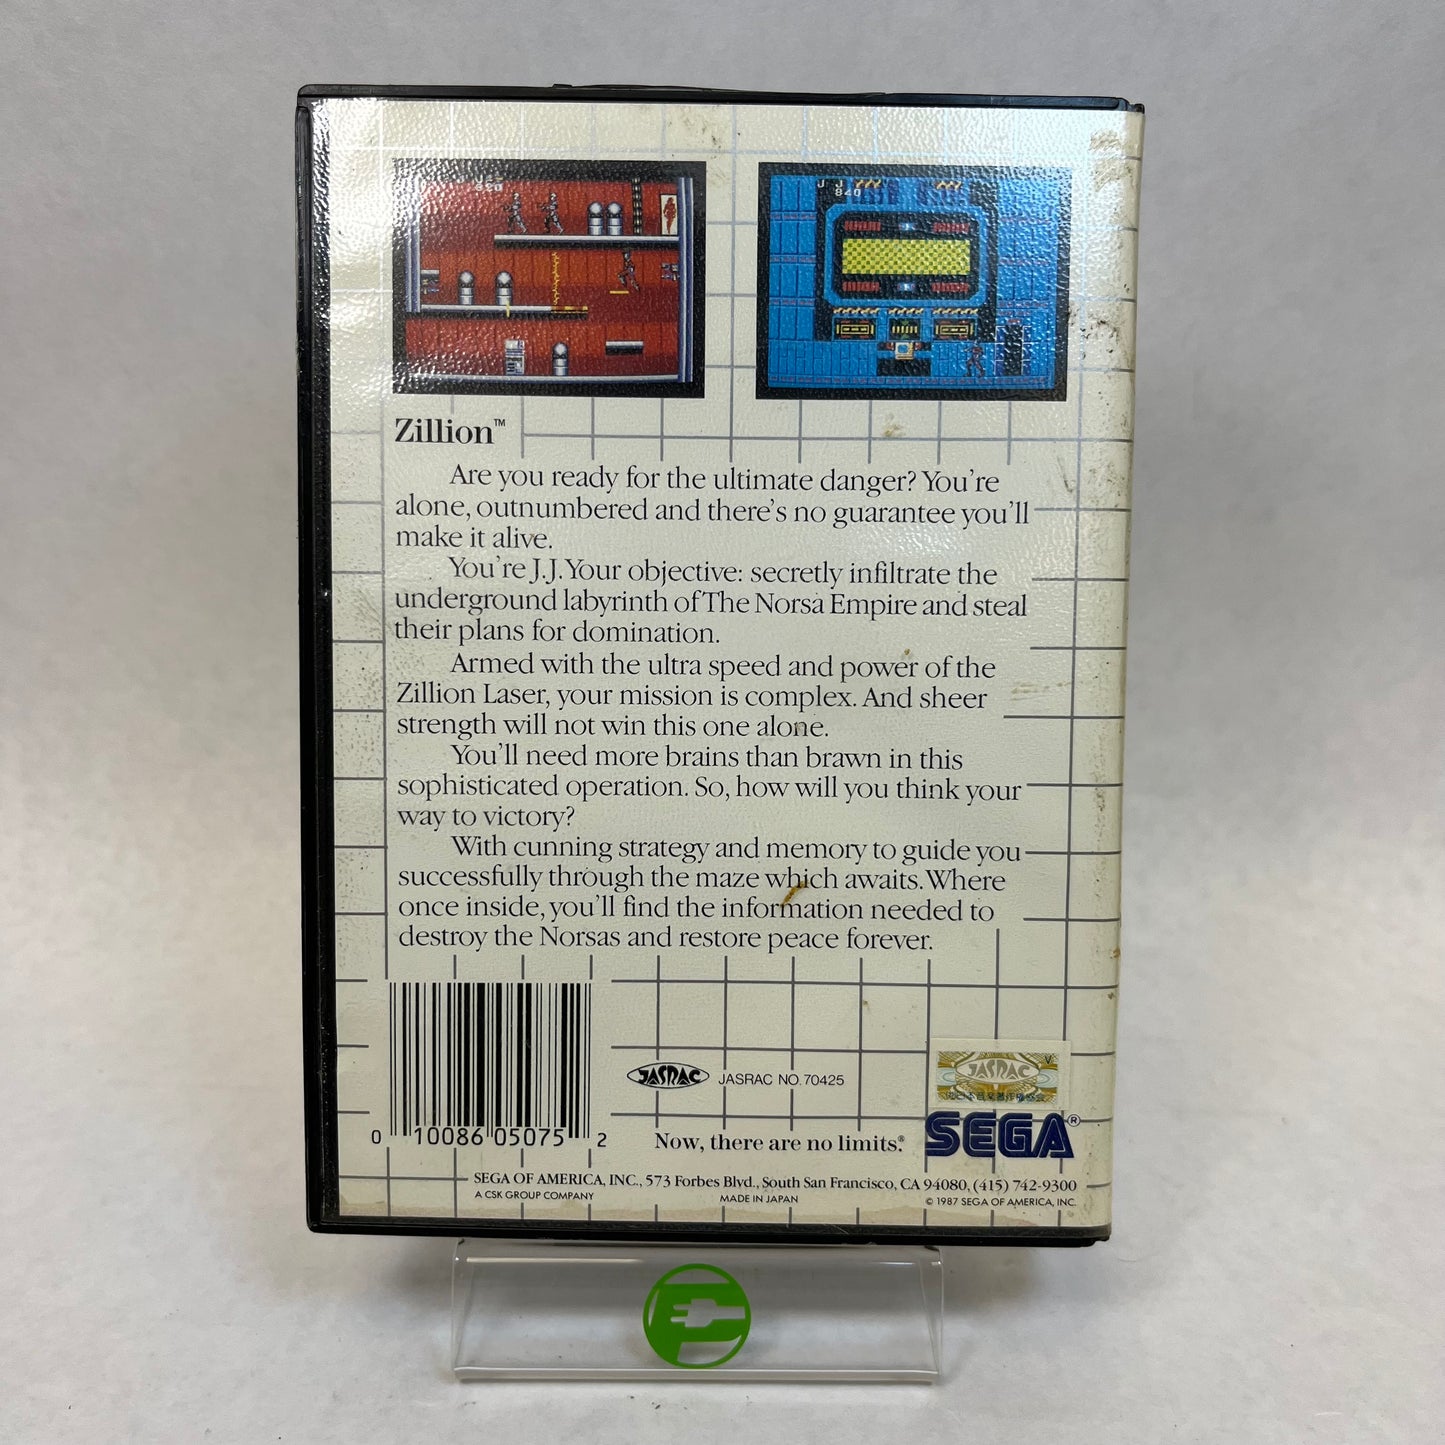 J.J.
820
J J
840
Zillion™
Are you ready for the ultimate danger? You're
alone, outnumbered and there's no guarantee you'll
make it alive.
You're J.J. Your objective: secretly infiltrate the
underground labyrinth of The Norsa Empire and steal
their plans for domination.
Armed with the ultra speed and power of the
Zillion Laser, your mission is complex. And sheer
strength will not win this one alone.
You'll need more brains than brawn in this
sophisticated operation. So, how will you think your
way to victory?
With cunning strategy and memory to guide you
successfully through the maze which awaits. Where
once inside, you'll find the information needed to
destroy the Norsas and restore peace forever.
0 10086 05075 2
JASRAC JASRAC NO. 70425
V
JASRAC
Now, there are no limits.®
SEGA®
SEGA OF AMERICA, INC., 573 Forbes Blvd., South San Francisco, CA 94080, (415) 742-9300
A CSK GROUP COMPANY MADE IN JAPAN © 1987 SEGA OF AMERICA, INC.